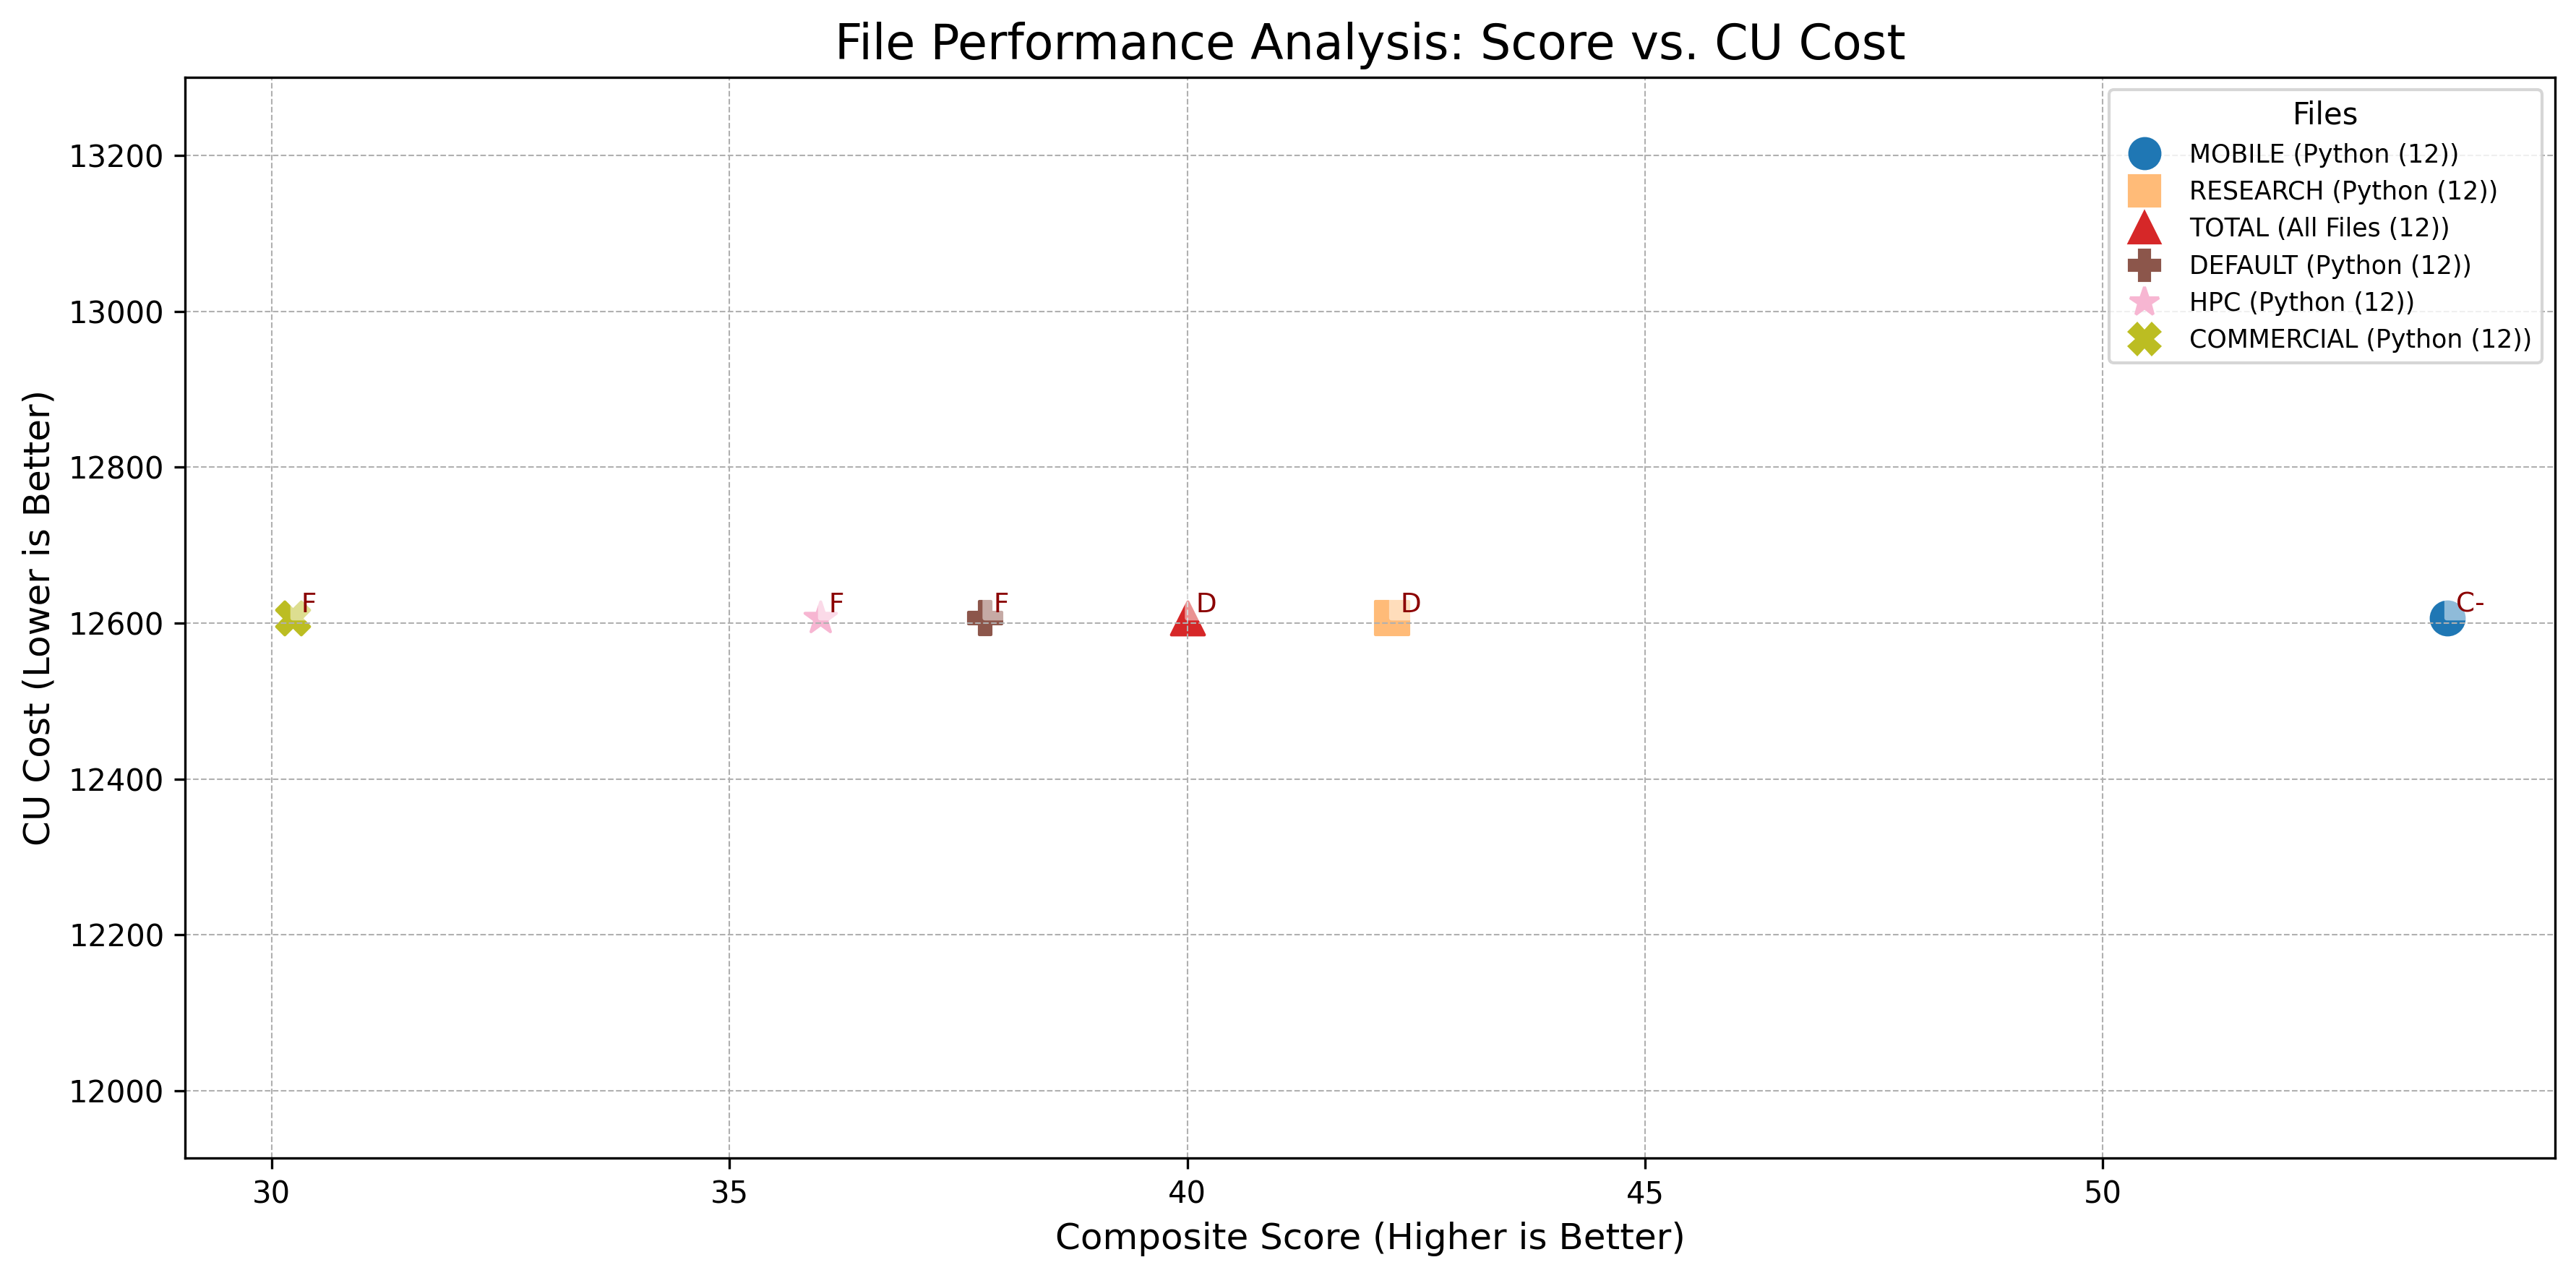 File Performance Analysis: Score vs. CU Cost
CU Cost (Lower is Better)
13200
13000
12800
12600
12400
12200
12000
Files
MOBILE (Python (12))
RESEARCH (Python (12))
TOTAL (All Files (12))
DEFAULT (Python (12))
HPC (Python (12))
COMMERCIAL (Python (12))
F
F
F
D
D
C-
30
35
40
45
50
Composite Score (Higher is Better)